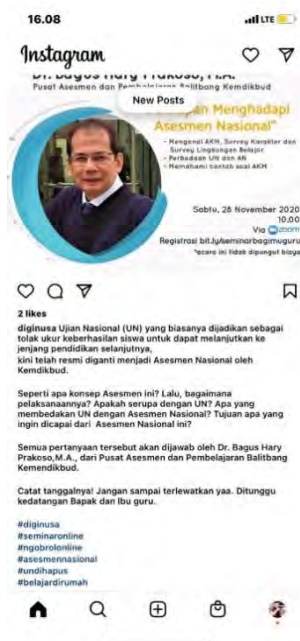 16.08
LTE
Instagram
Dr. Bagus Hary Prakoso, M.A.
Pusat Asesmen dan Pembelajaran Balitbang Kemdikbud
New Posts
Menghadapi
Asesmen Nasional"
- Mengenai AKM, Survey Karakter dan
Survey Lingkungan Belajar
- Perbedaan UN dan AN
- Memahami contoh soal AKM
Sabtu, 28 November 2020
10.00
Via zoom
Registrasi bit.ly/seminarbagimuguru
*acara ini tidak dipungut biaya
2 likes
diginusa Ujian Nasional (UN) yang biasanya dijadikan sebagai
tolak ukur keberhasilan siswa untuk dapat melanjutkan ke
jenjang pendidikan selanjutnya,
kini telah resmi diganti menjadi Asesmen Nasional oleh
Kemdikbud.
Seperti apa konsep Asesmen ini? Lalu, bagaimana
pelaksanaannya? Apakah serupa dengan UN? Apa yang
membedakan UN dengan Asesmen Nasional? Tujuan apa yang
ingin dicapai dari Asesmen Nasional ini?
Semua pertanyaan tersebut akan dijawab oleh Dr. Bagus Hary
Prakoso,M.A., dari Pusat Asesmen dan Pembelajaran Balitbang
Kemendikbud.
Catat tanggalnya! Jangan sampai terlewatkan yaa. Ditunggu
kedatangan Bapak dan Ibu guru.
#diginusa
#seminaronline
#ngobrolonline
#asesmennasional
#undihapus
#belajardirumah